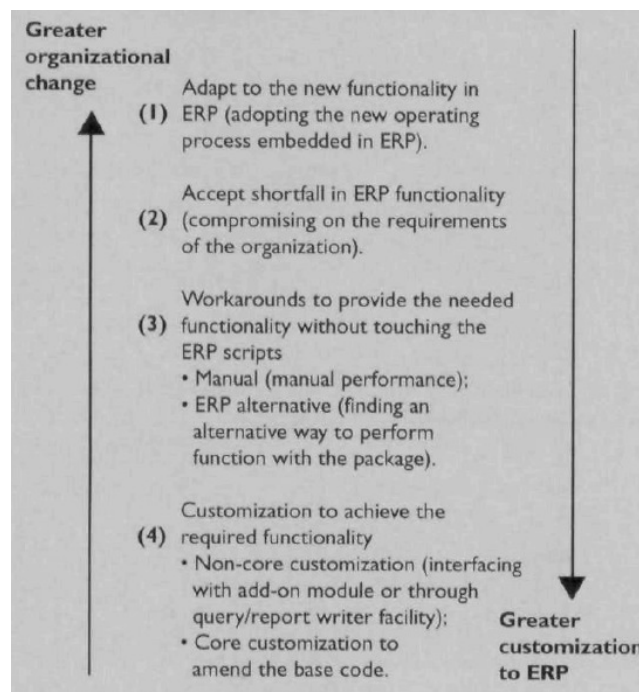 Greater
organizational
change
Adapt to the new functionality in
(1) ERP (adopting the new operating
process embedded in ERP).
Accept shortfall in ERP functionality
(2) (compromising on the requirements
of the organization).
Workarounds to provide the needed
(3) functionality without touching the
ERP scripts
• Manual (manual performance);
• ERP alternative (finding an
alternative way to perform
function with the package).
Customization to achieve the
(4) required functionality
• Non-core customization (interfacing
with add-on module or through
query/report writer facility);
• Core customization to
amend the base code.
Greater
customization
to ERP